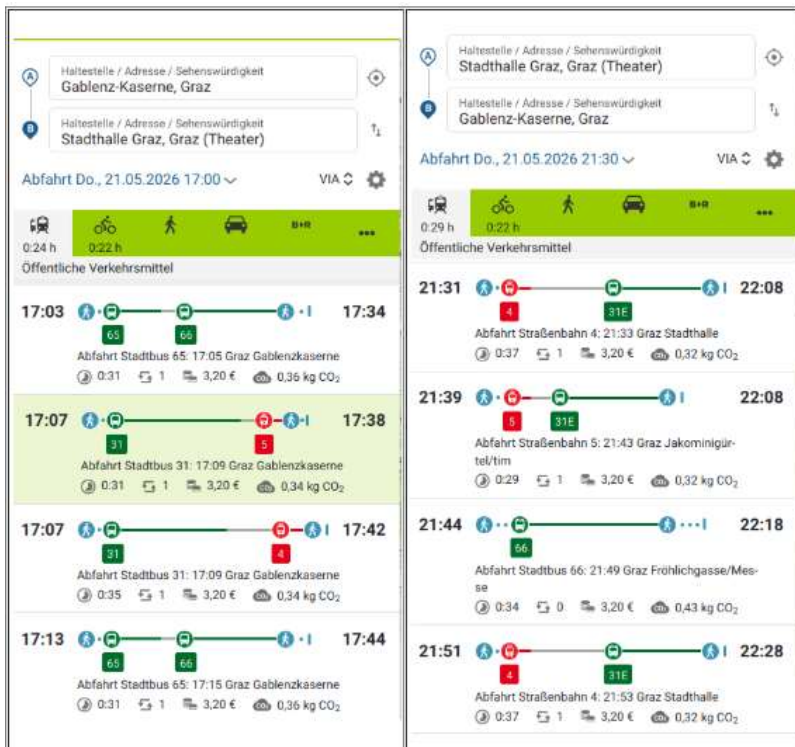 A
Haltestelle / Adresse / Sehenswürdigkeit
Gablenz-Kaserne, Graz
B
Haltestelle / Adresse / Sehenswürdigkeit
Stadthalle Graz, Graz (Theater)
Abfahrt Do., 21.05.2026 17:00
VIA
B+R
0:24 h
0:22 h
Öffentliche Verkehrsmittel
17:03
17:34
65
66
Abfahrt Stadtbus 65: 17:05 Graz Gablenzkaserne
0:31 1 3,20 € 0,36 kg CO₂
17:07
17:38
31
5
Abfahrt Stadtbus 31: 17:09 Graz Gablenzkaserne
0:31 1 3,20 € 0,34 kg CO₂
17:07
17:42
31
4
Abfahrt Stadtbus 31: 17:09 Graz Gablenzkaserne
0:35 1 3,20 € 0,34 kg CO₂
17:13
17:44
65
66
Abfahrt Stadtbus 65: 17:15 Graz Gablenzkaserne
0:31 1 3,20 € 0,36 kg CO₂
A
Haltestelle / Adresse / Sehenswürdigkeit
Stadthalle Graz, Graz (Theater)
B
Haltestelle / Adresse / Sehenswürdigkeit
Gablenz-Kaserne, Graz
Abfahrt Do., 21.05.2026 21:30
VIA
B+R
0:29 h
0:22 h
Öffentliche Verkehrsmittel
21:31
22:08
4
31E
Abfahrt Straßenbahn 4: 21:33 Graz Stadthalle
0:37 1 3,20 € 0,32 kg CO₂
21:39
22:08
5
31E
Abfahrt Straßenbahn 5: 21:43 Graz Jakominigür-
tel/tim
0:29 1 3,20 € 0,32 kg CO₂
21:44
22:18
66
Abfahrt Stadtbus 66: 21:49 Graz Fröhlichgasse/Mes-
se
0:34 0 3,20 € 0,43 kg CO₂
21:51
22:28
4
31E
Abfahrt Straßenbahn 4: 21:53 Graz Stadthalle
0:37 1 3,20 € 0,32 kg CO₂